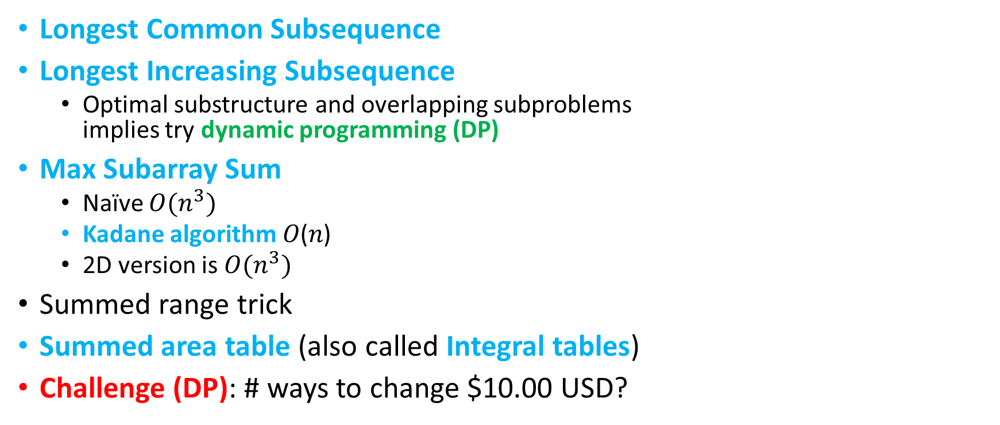 • Longest Common Subsequence
• Longest Increasing Subsequence
• Optimal substructure and overlapping subproblems
implies try dynamic programming (DP)
• Max Subarray Sum
• Naïve O(n³)
• Kadane algorithm O(n)
• 2D version is O(n³)
• Summed range trick
• Summed area table (also called Integral tables)
• Challenge (DP): # ways to change $10.00 USD?